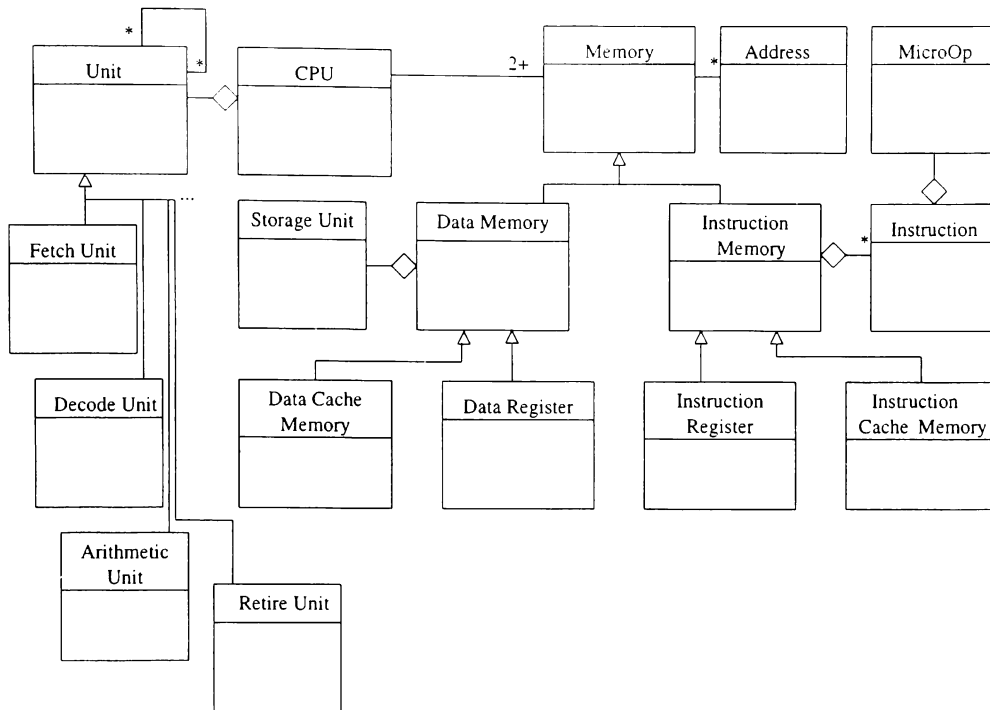 *
*
Unit
CPU
2+
Memory
*
Address
MicroOp
...
Storage Unit
Data Memory
Instruction
Memory
*
Instruction
Fetch Unit
Decode Unit
Data Cache
Memory
Data Register
Instruction
Register
Instruction
Cache Memory
Arithmetic
Unit
Retire Unit